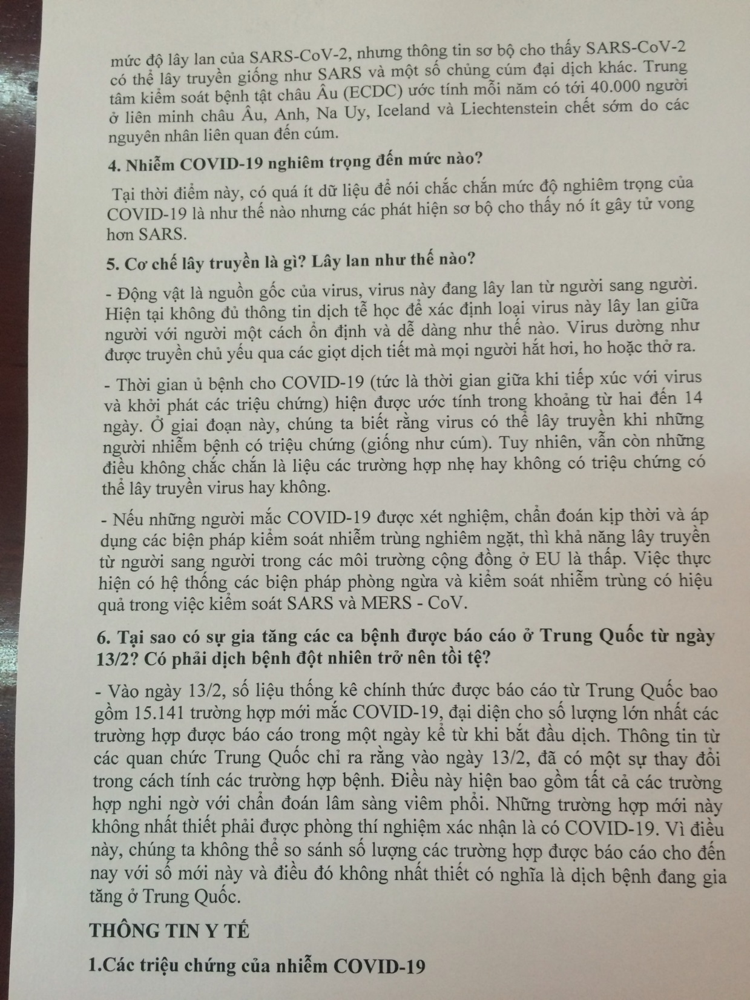 mức độ lây lan của SARS-CoV-2, nhưng thông tin sơ bộ cho thấy SARS-CoV-2
có thể lây truyền giống như SARS và một số chủng cúm đại dịch khác. Trung
tâm kiểm soát bệnh tật châu Âu (ECDC) ước tính mỗi năm có tới 40.000 người
ở liên minh châu Âu, Anh, Na Uy, Iceland và Liechtenstein chết sớm do các
nguyên nhân liên quan đến cúm.
4. Nhiễm COVID-19 nghiêm trọng đến mức nào?
Tại thời điểm này, có quá ít dữ liệu để nói chắc chắn mức độ nghiêm trọng của
COVID-19 là như thế nào nhưng các phát hiện sơ bộ cho thấy nó ít gây tử vong
hơn SARS.
5. Cơ chế lây truyền là gì? Lây lan như thế nào?
- Động vật là nguồn gốc của virus, virus này đang lây lan từ người sang người.
Hiện tại không đủ thông tin dịch tễ học để xác định loại virus này lây lan giữa
người với người một cách ổn định và dễ dàng như thế nào. Virus dường như
được truyền chủ yếu qua các giọt dịch tiết mà mọi người hắt hơi, ho hoặc thở ra.
- Thời gian ủ bệnh cho COVID-19 (tức là thời gian giữa khi tiếp xúc với virus
và khởi phát các triệu chứng) hiện được ước tính trong khoảng từ hai đến 14
ngày. Ở giai đoạn này, chúng ta biết rằng virus có thể lây truyền khi những
người nhiễm bệnh có triệu chứng (giống như cúm). Tuy nhiên, vẫn còn những
điều không chắc chắn là liệu các trường hợp nhẹ hay không có triệu chứng có
thể lây truyền virus hay không.
- Nếu những người mắc COVID-19 được xét nghiệm, chẩn đoán kịp thời và áp
dụng các biện pháp kiểm soát nhiễm trùng nghiêm ngặt, thì khả năng lây truyền
từ người sang người trong các môi trường cộng đồng ở EU là thấp. Việc thực
hiện có hệ thống các biện pháp phòng ngừa và kiểm soát nhiễm trùng có hiệu
quả trong việc kiểm soát SARS và MERS - CoV.
6. Tại sao có sự gia tăng các ca bệnh được báo cáo ở Trung Quốc từ ngày
13/2? Có phải dịch bệnh đột nhiên trở nên tồi tệ?
- Vào ngày 13/2, số liệu thống kê chính thức được báo cáo từ Trung Quốc bao
gồm 15.141 trường hợp mới mắc COVID-19, đại diện cho số lượng lớn nhất các
trường hợp được báo cáo trong một ngày kể từ khi bắt đầu dịch. Thông tin từ
các quan chức Trung Quốc chỉ ra rằng vào ngày 13/2, đã có một sự thay đổi
trong cách tính các trường hợp bệnh. Điều này hiện bao gồm tất cả các trường
hợp nghi ngờ với chẩn đoán lâm sàng viêm phổi. Những trường hợp mới này
không nhất thiết phải được phòng thí nghiệm xác nhận là có COVID-19. Vì điều
này, chúng ta không thể so sánh số lượng các trường hợp được báo cáo cho đến
nay với số mới này và điều đó không nhất thiết có nghĩa là dịch bệnh đang gia
tăng ở Trung Quốc.
THÔNG TIN Y TẾ
1.Các triệu chứng của nhiễm COVID-19